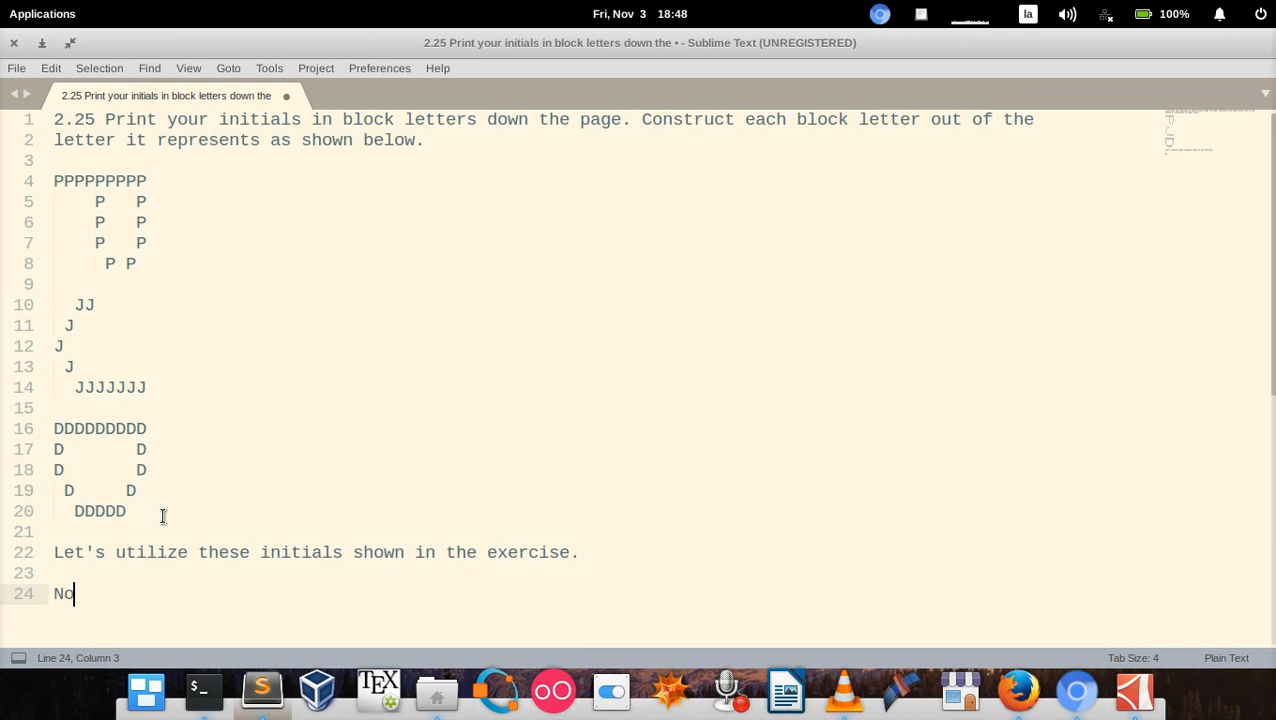 Applications
Fri, Nov 3 18:48
la
100%
2.25 Print your initials in block letters down the • - Sublime Text (UNREGISTERED)
File Edit Selection Find View Goto Tools Project Preferences Help
2.25 Print your initials in block letters down the
1 2.25 Print your initials in block letters down the page. Construct each block letter out of the
2 letter it represents as shown below.
3
4 PPPPPPPPP
5     P   P
6     P   P
7     P   P
8      P P
9
10   JJ
11  J
12 J
13  J
14   JJJJJJJ
15
16 DDDDDDDDD
17 D       D
18 D       D
19  D     D
20   DDDDD
21
22 Let's utilize these initials shown in the exercise.
23
24 No
Line 24, Column 3
Tab Size: 4
Plain Text
>_
S
TEX